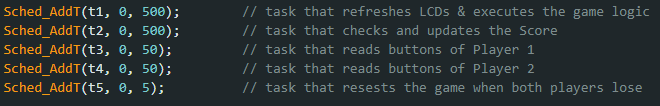 Sched_AddT(t1, 0, 500); // task that refreshes LCDs & executes the game logic
Sched_AddT(t2, 0, 500); // task that checks and updates the Score
Sched_AddT(t3, 0, 50); // task that reads buttons of Player 1
Sched_AddT(t4, 0, 50); // task that reads buttons of Player 2
Sched_AddT(t5, 0, 5); // task that resests the game when both players lose